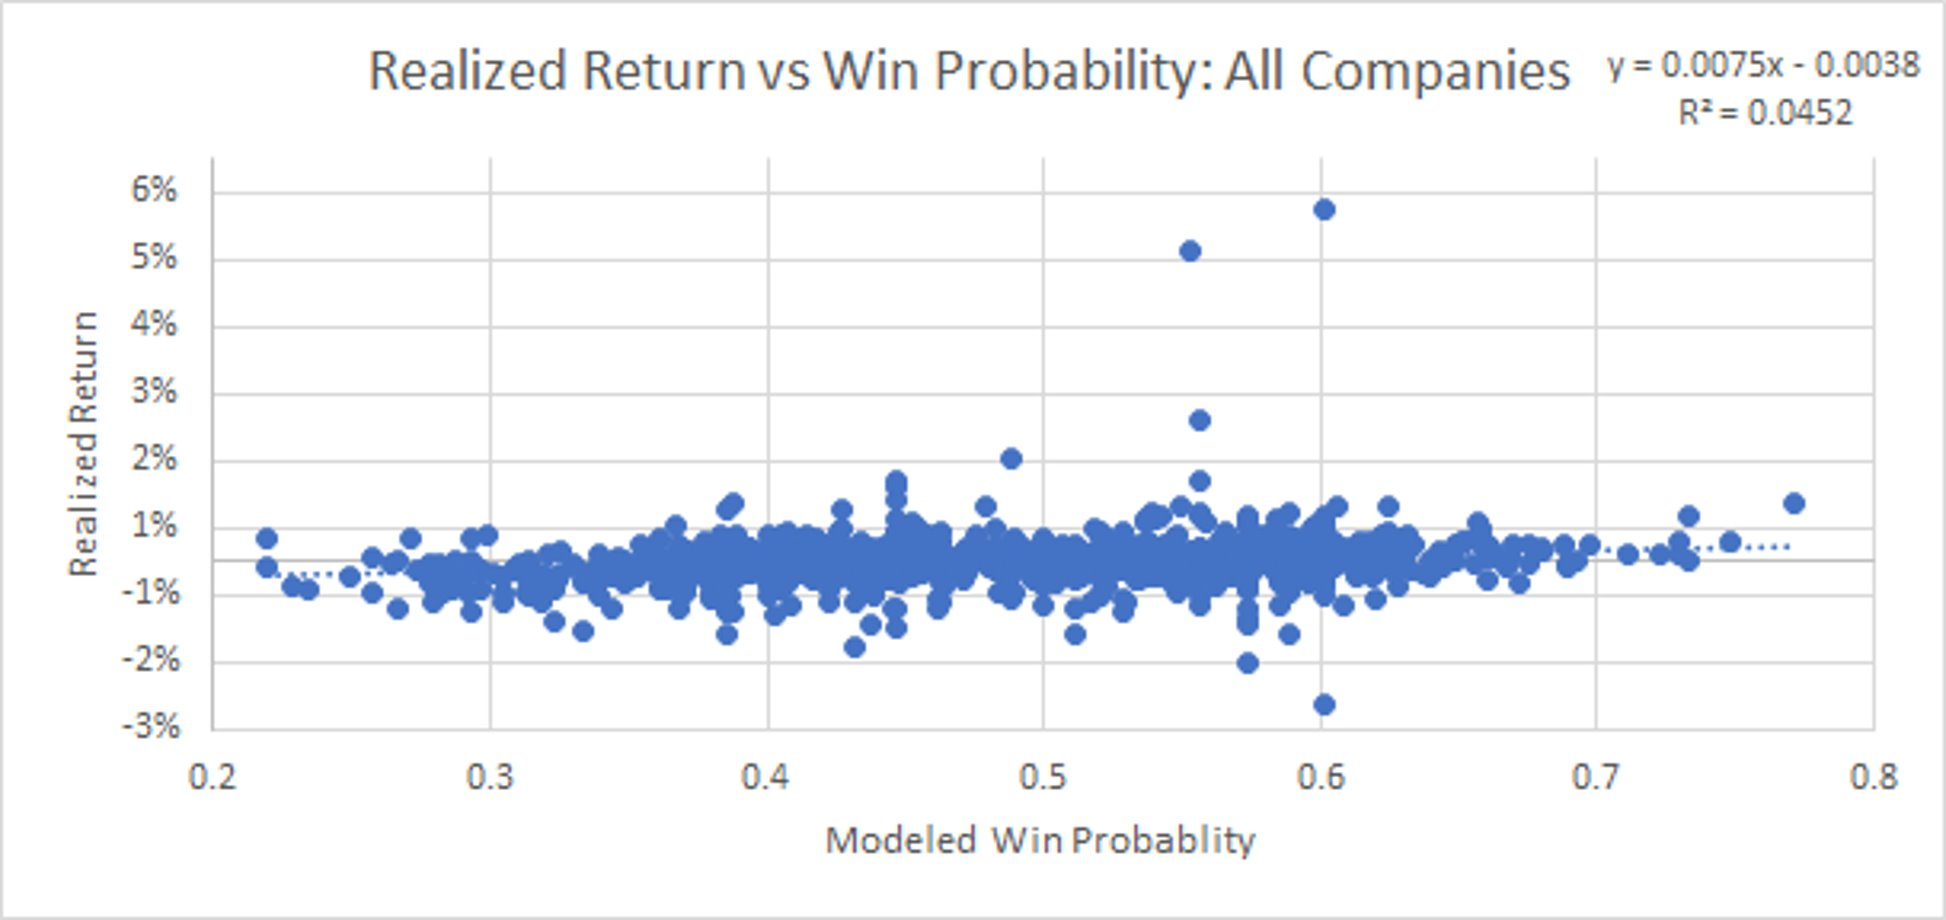 Realized Return vs Win Probability: All Companies
y = 0.0075x - 0.0038
R² = 0.0452
Realized Return
6%
5%
4%
3%
2%
1%
-1%
-2%
-3%
0.2 0.3 0.4 0.5 0.6 0.7 0.8
Modeled Win Probablity